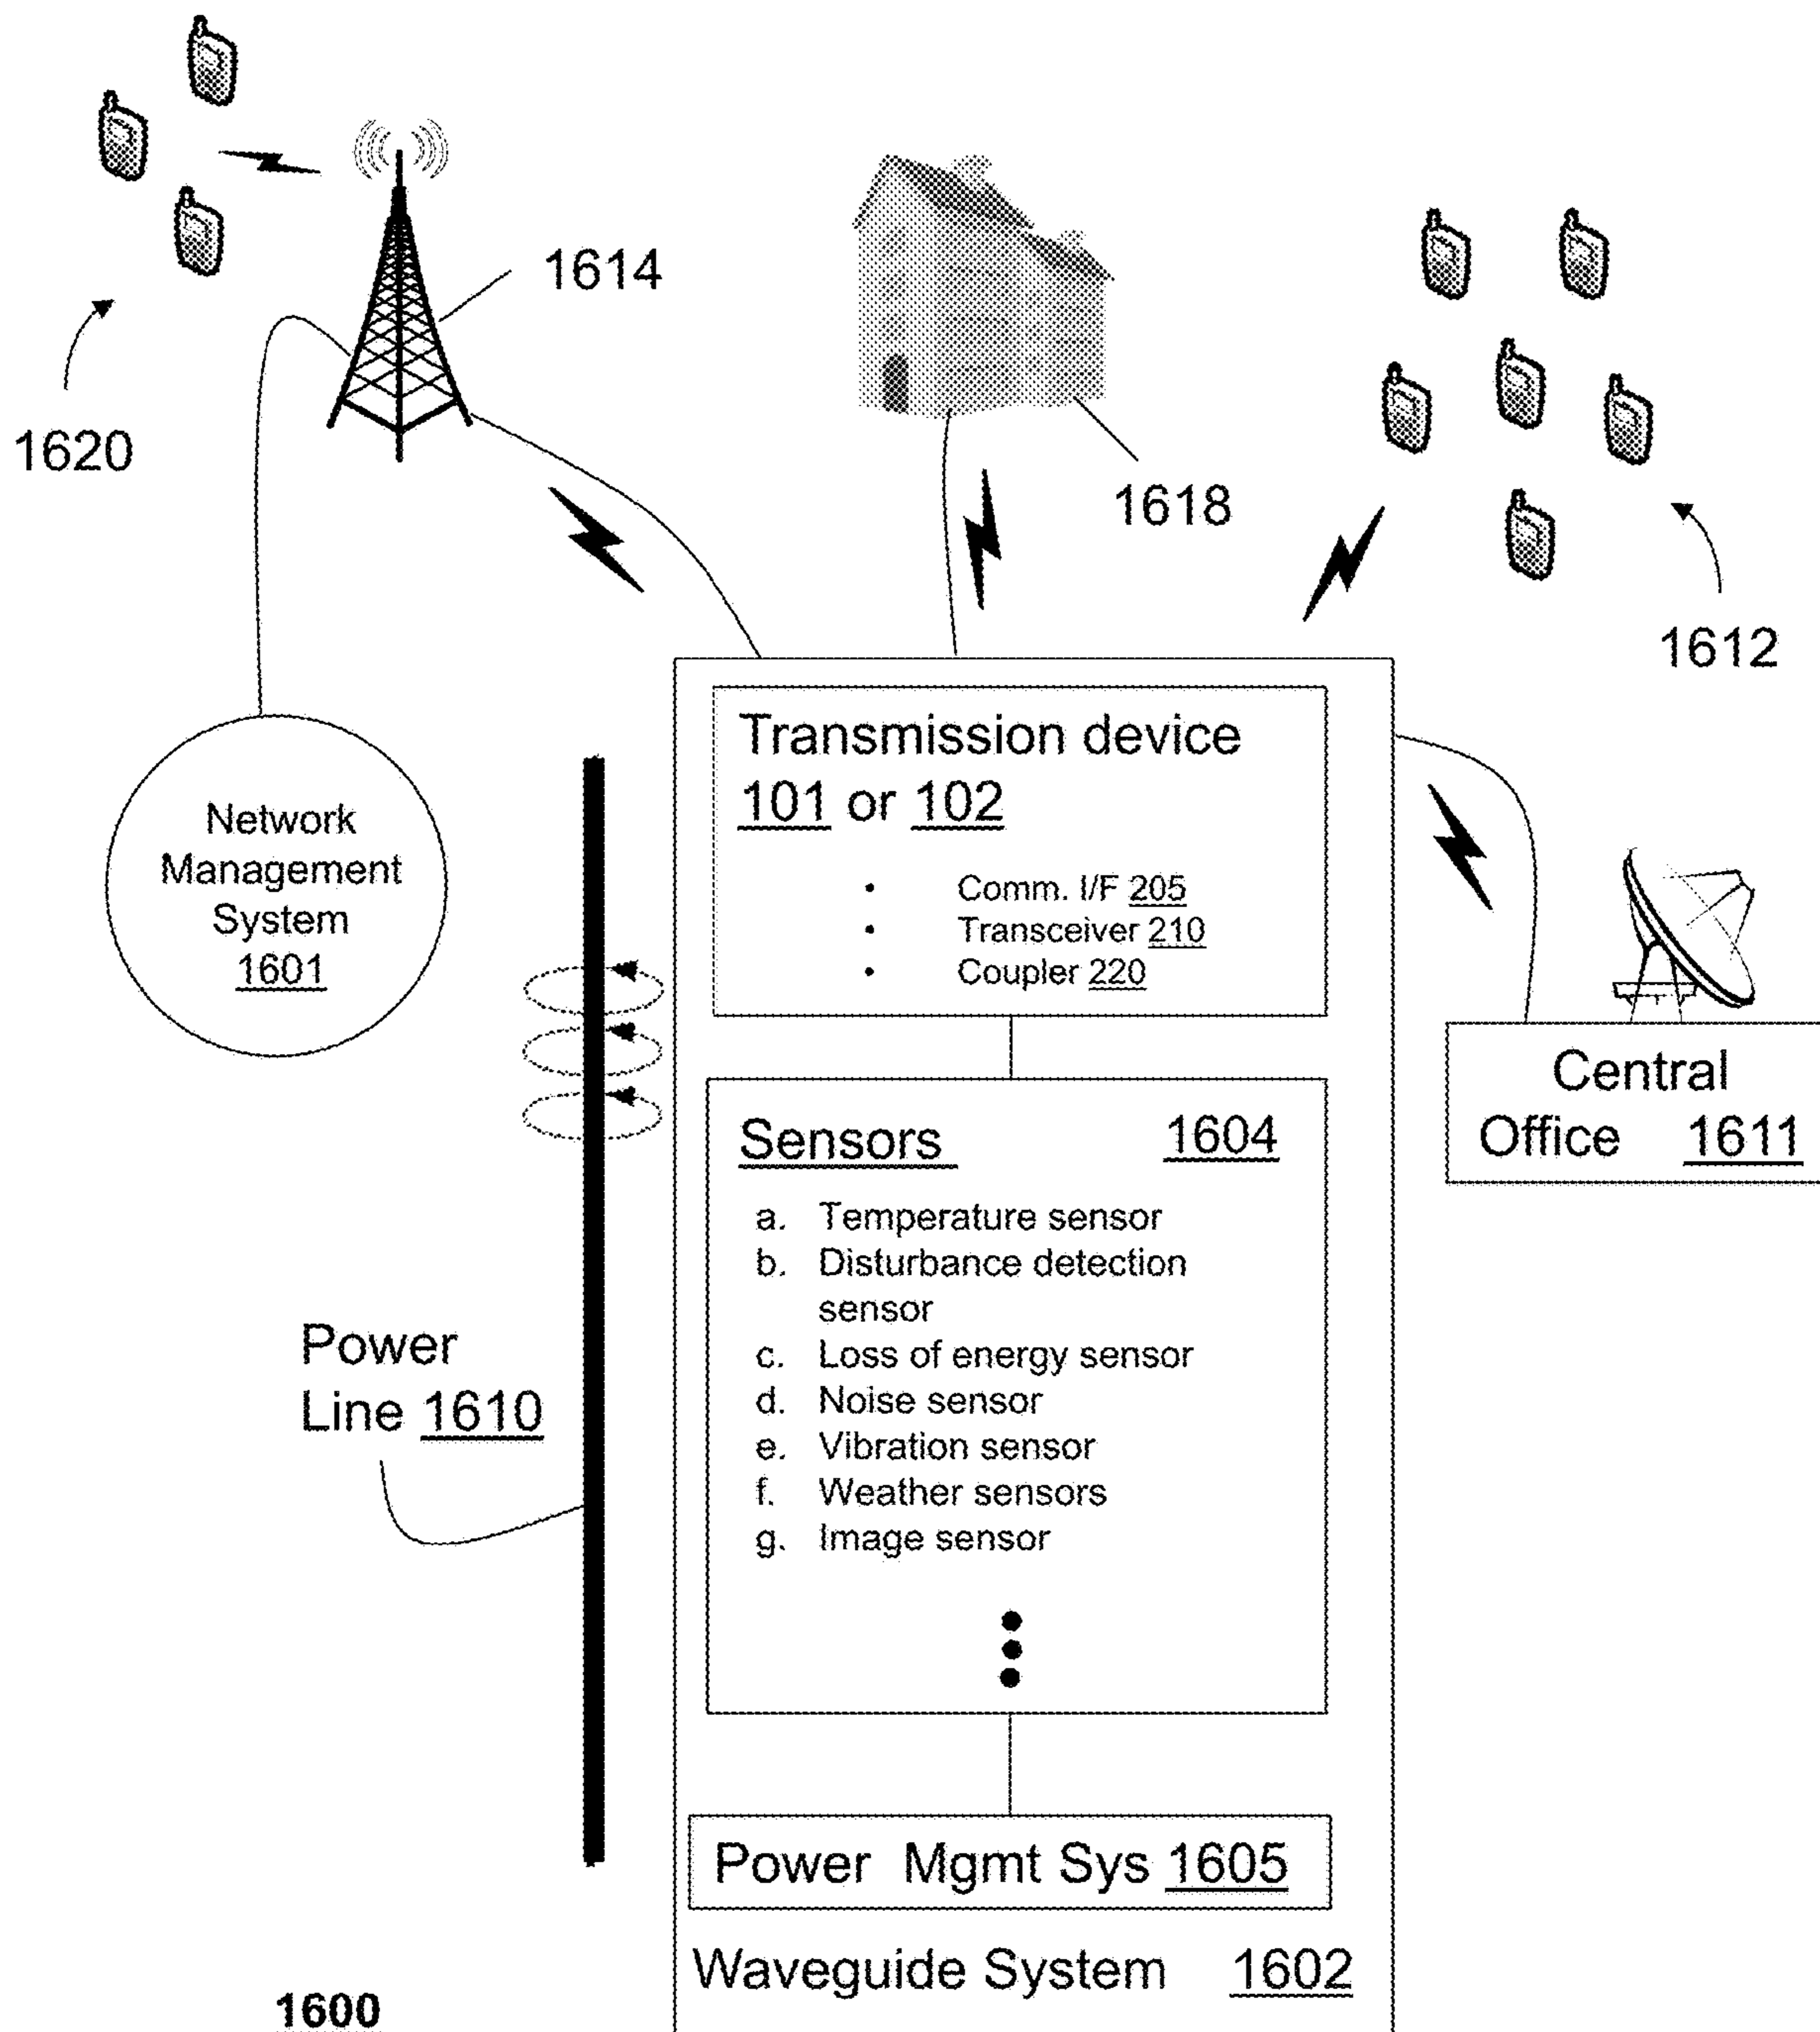 1614
1620
1618
1612
Transmission device
101 or 102
• Comm. I/F 205
• Transceiver 210
• Coupler 220
Network
Management
System
1601
Central
Office 1611
Sensors 1604
a. Temperature sensor
b. Disturbance detection
sensor
c. Loss of energy sensor
d. Noise sensor
e. Vibration sensor
f. Weather sensors
g. Image sensor
Power
Line 1610
Power Mgmt Sys 1605
Waveguide System 1602
1600